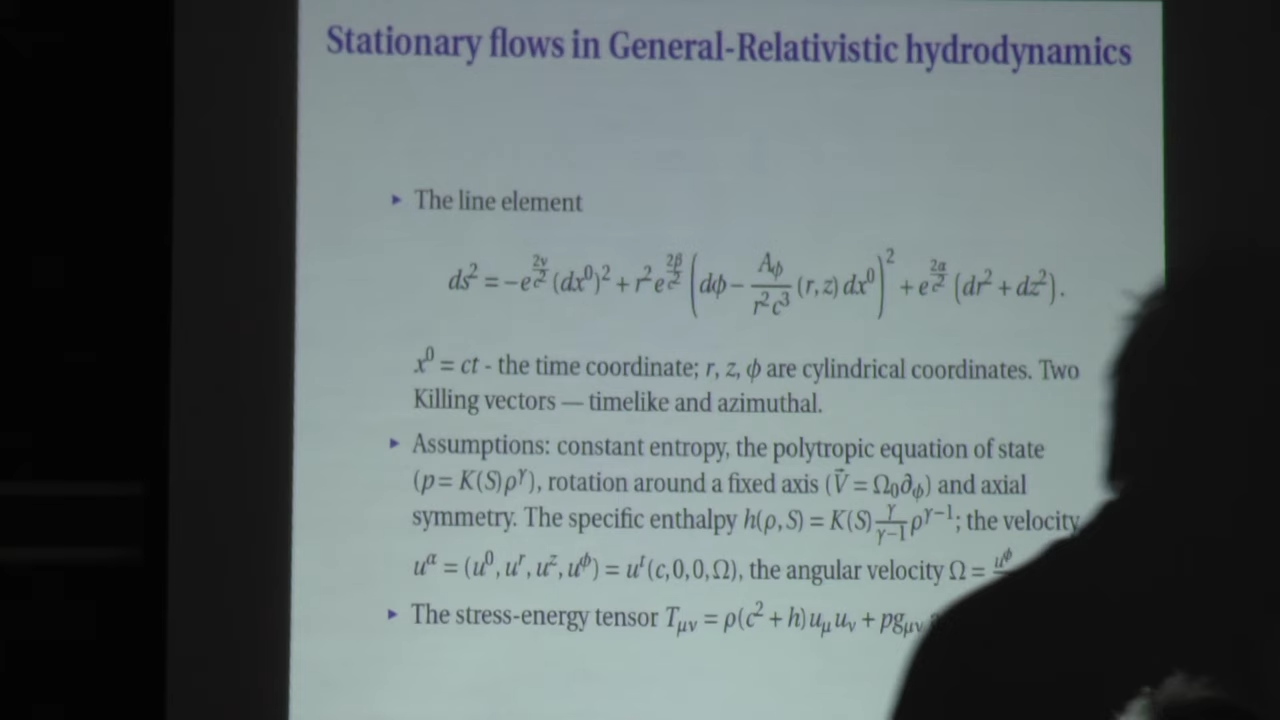 Stationary flows in General-Relativistic hydrodynamics
▸ The line element
ds² = −e^{2ν/c²}(dx⁰)² + r²e^{2β/c²}(dϕ − A_ϕ/(r²c³) (r, z) dx⁰)² + e^{2α/c²}(dr² + dz²).
x⁰ = ct - the time coordinate; r, z, ϕ are cylindrical coordinates. Two
Killing vectors — timelike and azimuthal.
▸ Assumptions: constant entropy, the polytropic equation of state
(p = K(S)ρ^γ), rotation around a fixed axis (V⃗ = Ω₀∂_ϕ) and axial
symmetry. The specific enthalpy h(ρ, S) = K(S) γ/(γ−1) ρ^{γ−1}; the velocity
u^α = (u⁰, u^r, u^z, u^ϕ) = u^t(c, 0, 0, Ω), the angular velocity Ω = u^ϕ
▸ The stress-energy tensor T_{μν} = ρ(c² + h)u_μu_ν + pg_{μν}